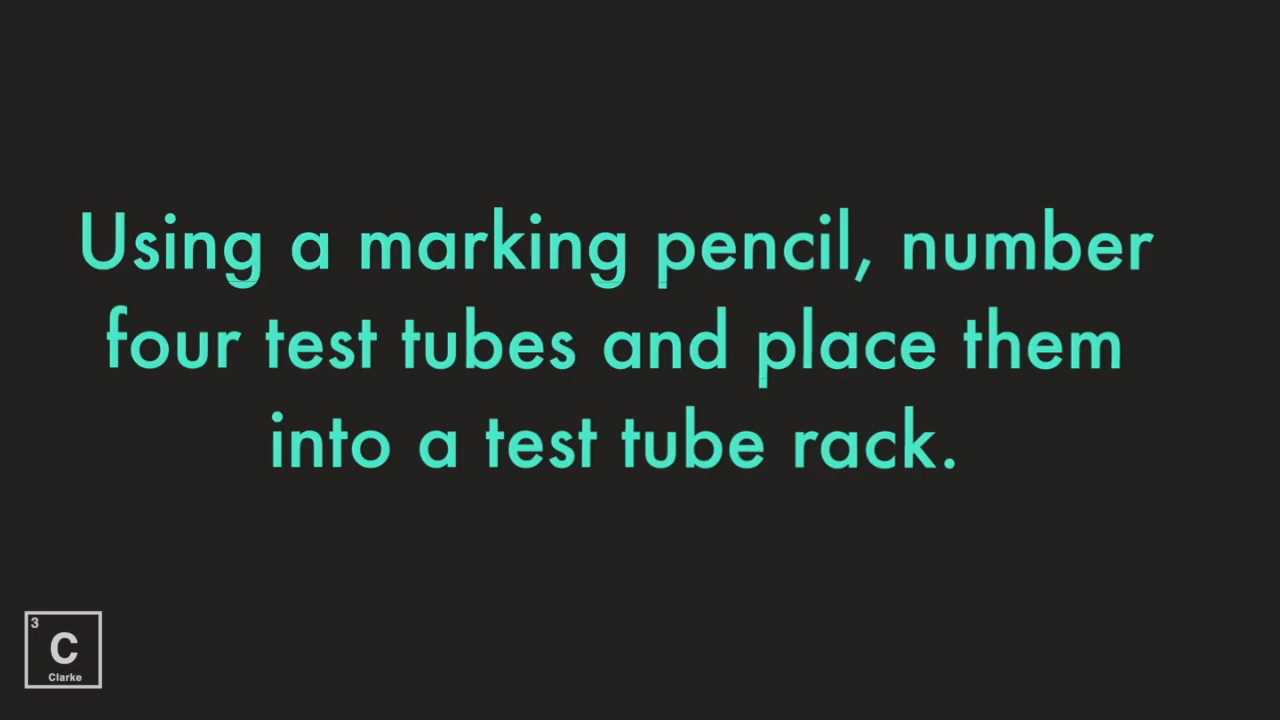 Using a marking pencil, number
four test tubes and place them
into a test tube rack.
3
C
Clarke